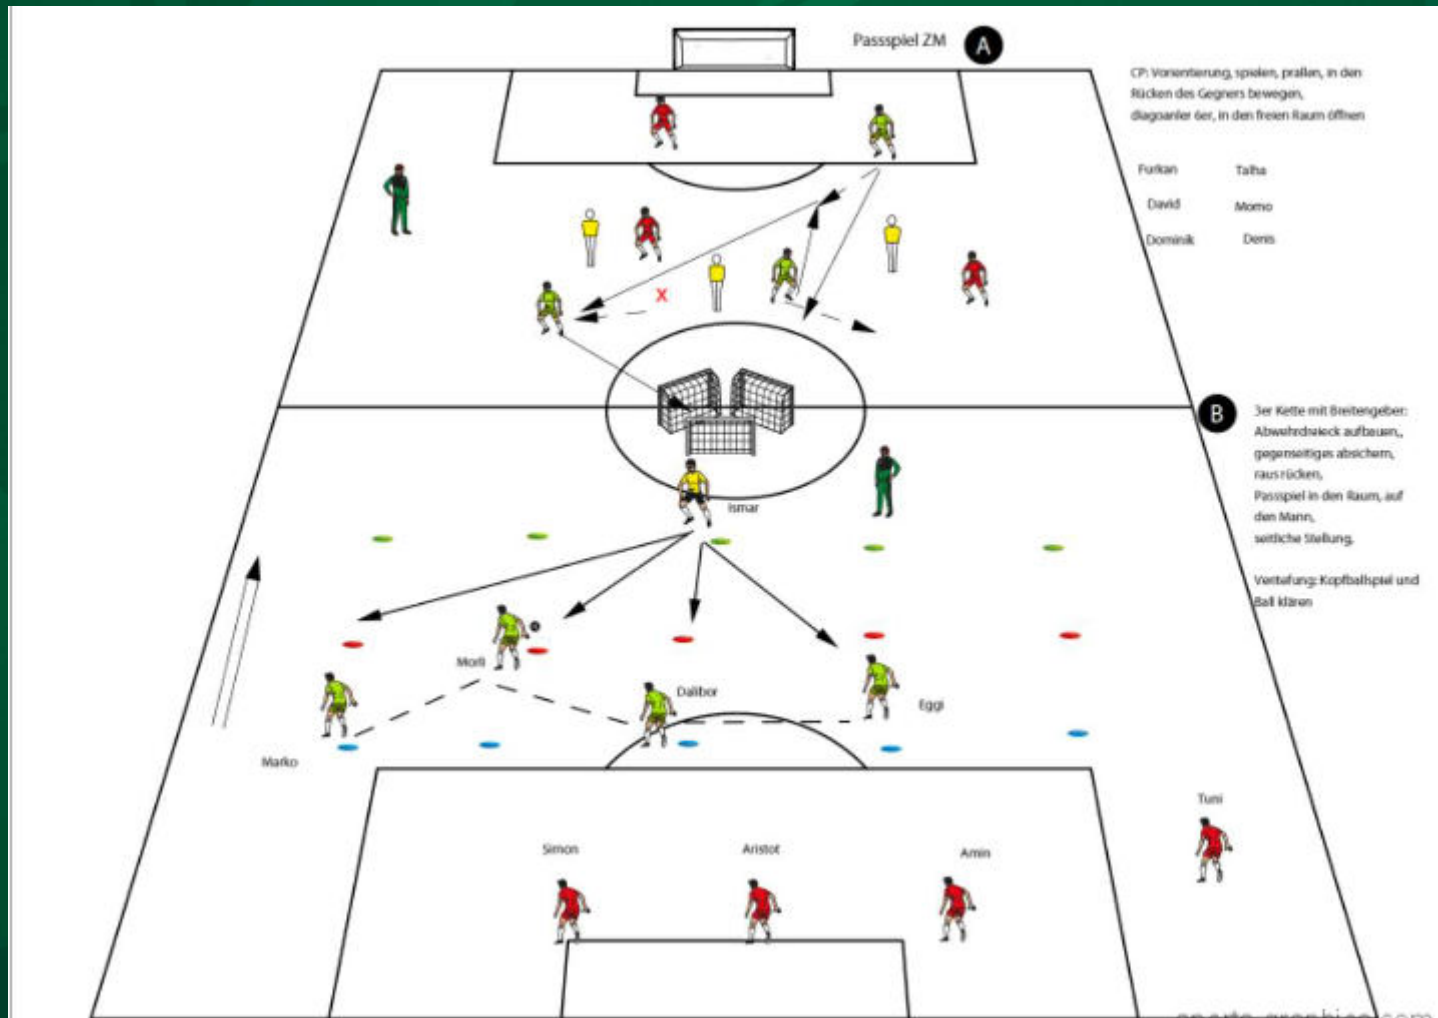 Passspiel ZM
A
CP: Vorientierung, spielen, prallen, in den
Rücken des Gegners bewegen,
diagoanler 6er, in den freien Raum öffnen
Furkan Talha
David Momo
Dominik Denis
X
B
3er Kette mit Breitengeber:
Abwehrdreieck aufbauen,,
gegenseitiges absichern,
raus rücken,
Passspiel in den Raum, auf
den Mann,
seitliche Stellung,
Vertiefung: Kopfballspiel und
Ball klären
Ismar
Morli
Dalibor
Eggi
Marko
Tuni
Simon
Aristot
Amin